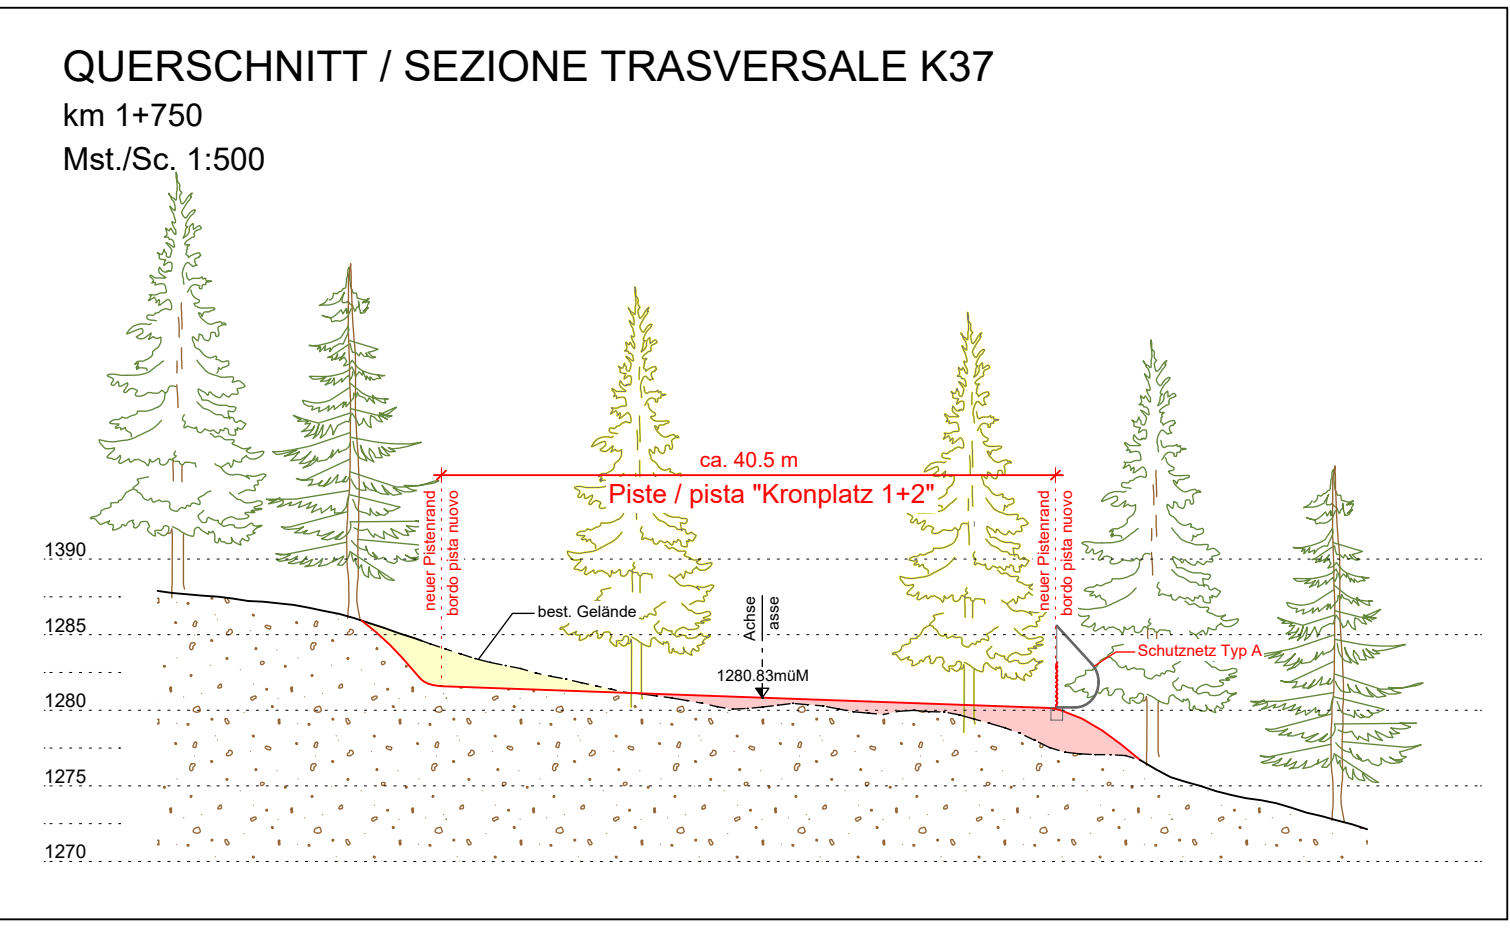 QUERSCHNITT / SEZIONE TRASVERSALE K37
km 1+750
Mst./Sc. 1:500
ca. 40.5 m
Piste / pista "Kronplatz 1+2"
neuer Pistenrand
bordo pista nuovo
neuer Pistenrand
bordo pista nuovo
1390
best. Gelände
Achse
asse
1285
Schutznetz Typ A
1280.83müM
1280
1275
1270